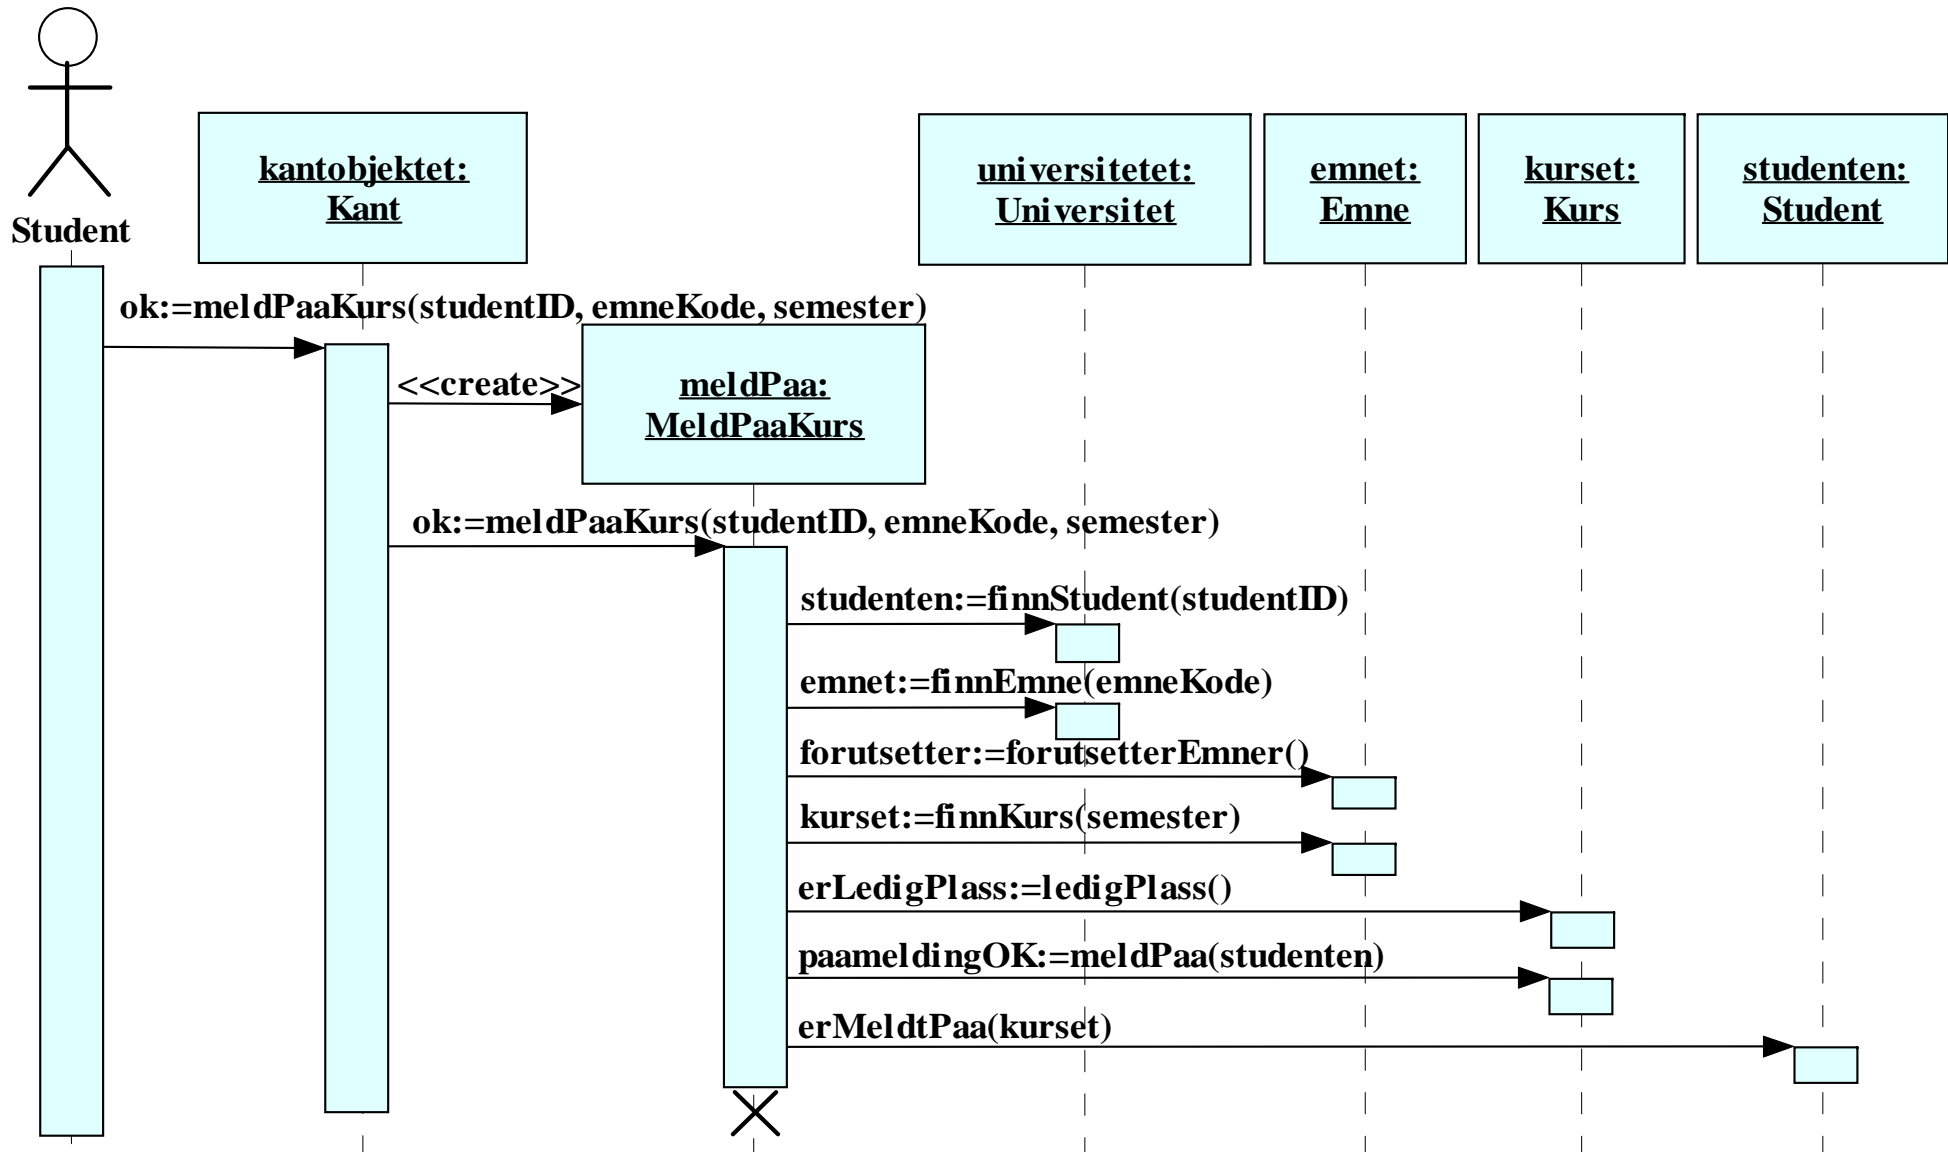 Student
kantobjektet:
Kant
universitetet:
Universitet
emnet:
Emne
kurset:
Kurs
studenten:
Student
ok:=meldPaaKurs(studentID, emneKode, semester)
<<create>>
meldPaa:
MeldPaaKurs
ok:=meldPaaKurs(studentID, emneKode, semester)
studenten:=finnStudent(studentID)
emnet:=finnEmne(emneKode)
forutsetter:=forutsetterEmner()
kurset:=finnKurs(semester)
erLedigPlass:=ledigPlass()
paameldingOK:=meldPaa(studenten)
erMeldtPaa(kurset)